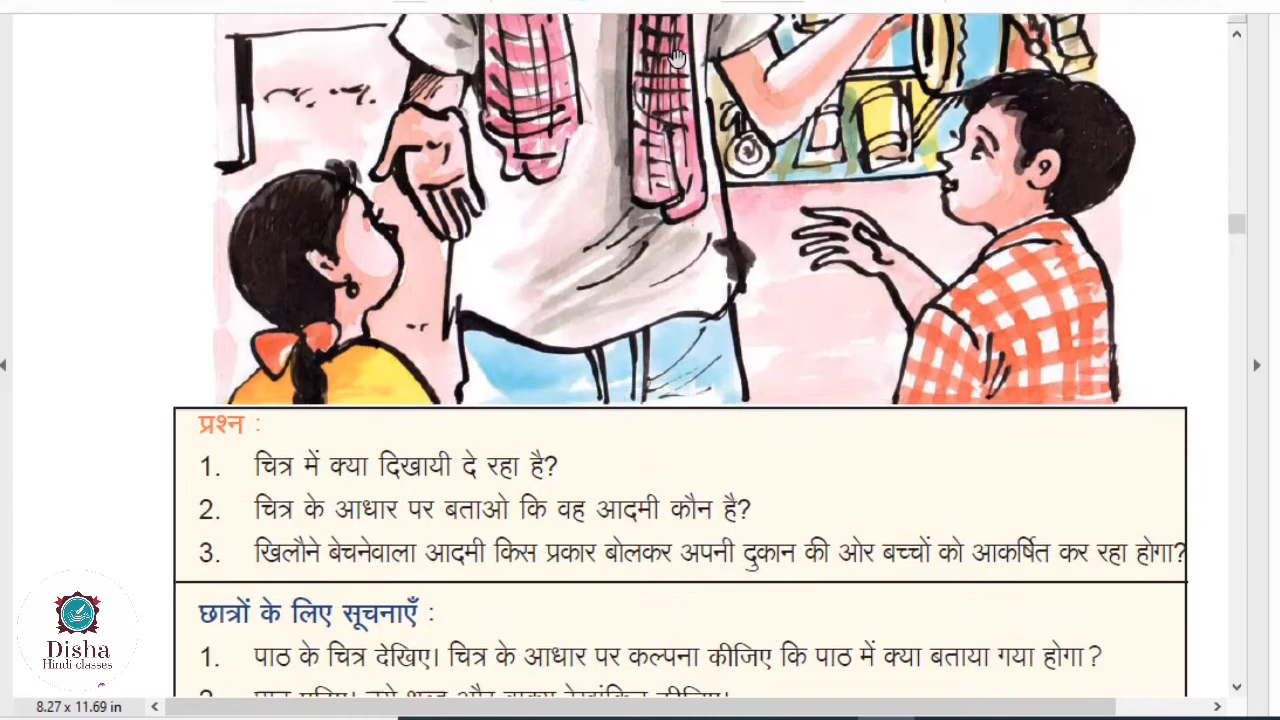 प्रश्न :
1. चित्र में क्या दिखायी दे रहा है?
2. चित्र के आधार पर बताओ कि वह आदमी कौन है?
3. खिलौने बेचनेवाला आदमी किस प्रकार बोलकर अपनी दुकान की ओर बच्चों को आकर्षित कर रहा होगा?
छात्रों के लिए सूचनाएँ :
1. पाठ के चित्र देखिए। चित्र के आधार पर कल्पना कीजिए कि पाठ में क्या बताया गया होगा?
Disha
Hindi classes
8.27 x 11.69 in